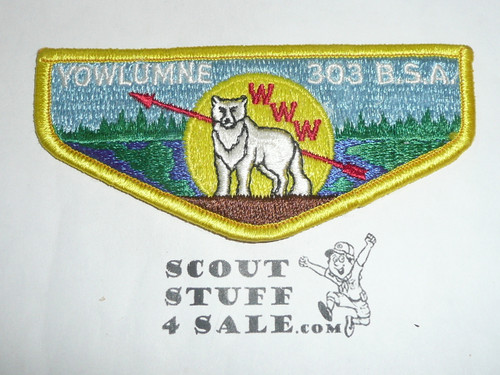 YOWLUMNE 303 B.S.A.
WWW
SCOUT
STUFF
4 SALE.COM